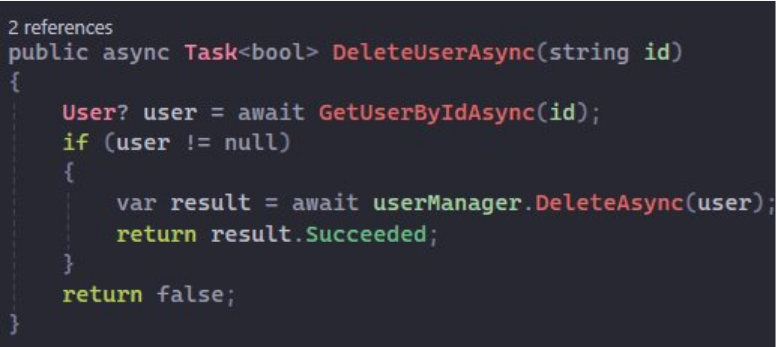 2 references
public async Task<bool> DeleteUserAsync(string id)
{
    User? user = await GetUserByIdAsync(id);
    if (user != null)
    {
        var result = await userManager.DeleteAsync(user);
        return result.Succeeded;
    }
    return false;
}